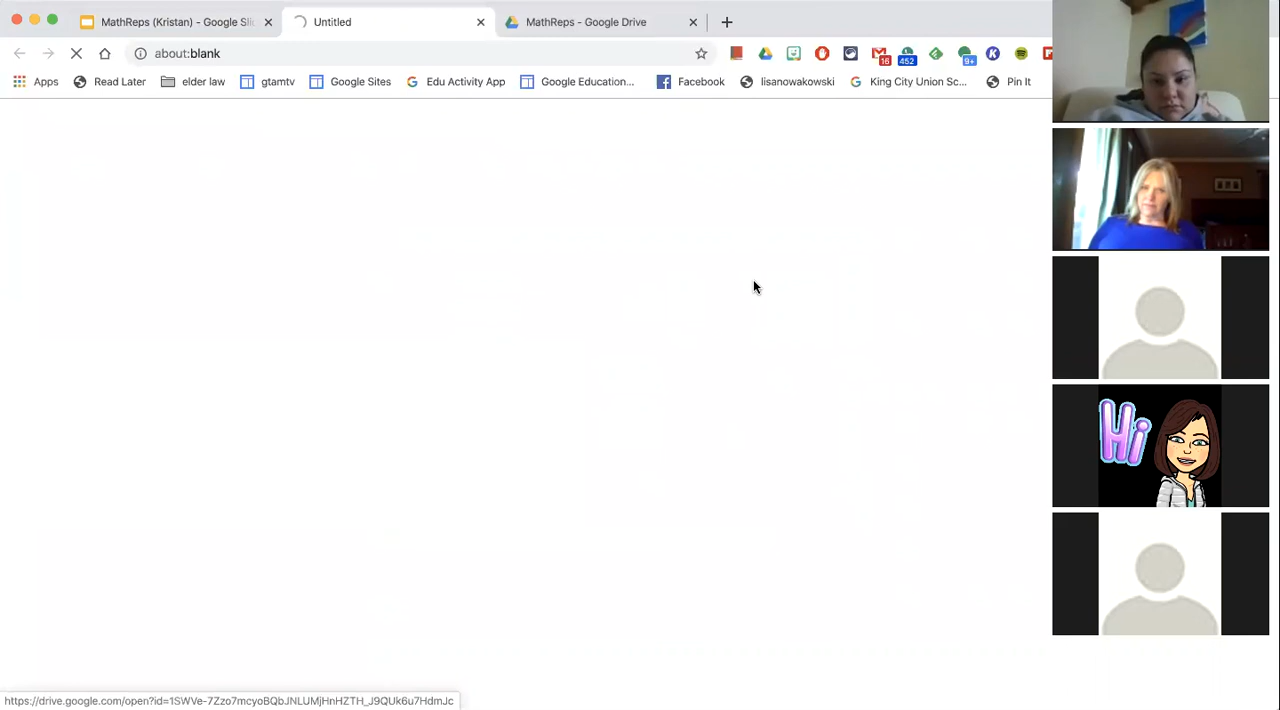 MathReps (Kristan) - Google Sli
Untitled
MathReps - Google Drive
about:blank
16
452
9+
K
Apps
Read Later
elder law
gtamtv
Google Sites
Edu Activity App
Google Education...
Facebook
lisanowakowski
King City Union Sc...
Pin It
Hi
https://drive.google.com/open?id=1SWVe-7Zzo7mcyoBQbJNLUMjHnHZTH_J9QUk6u7HdmJc